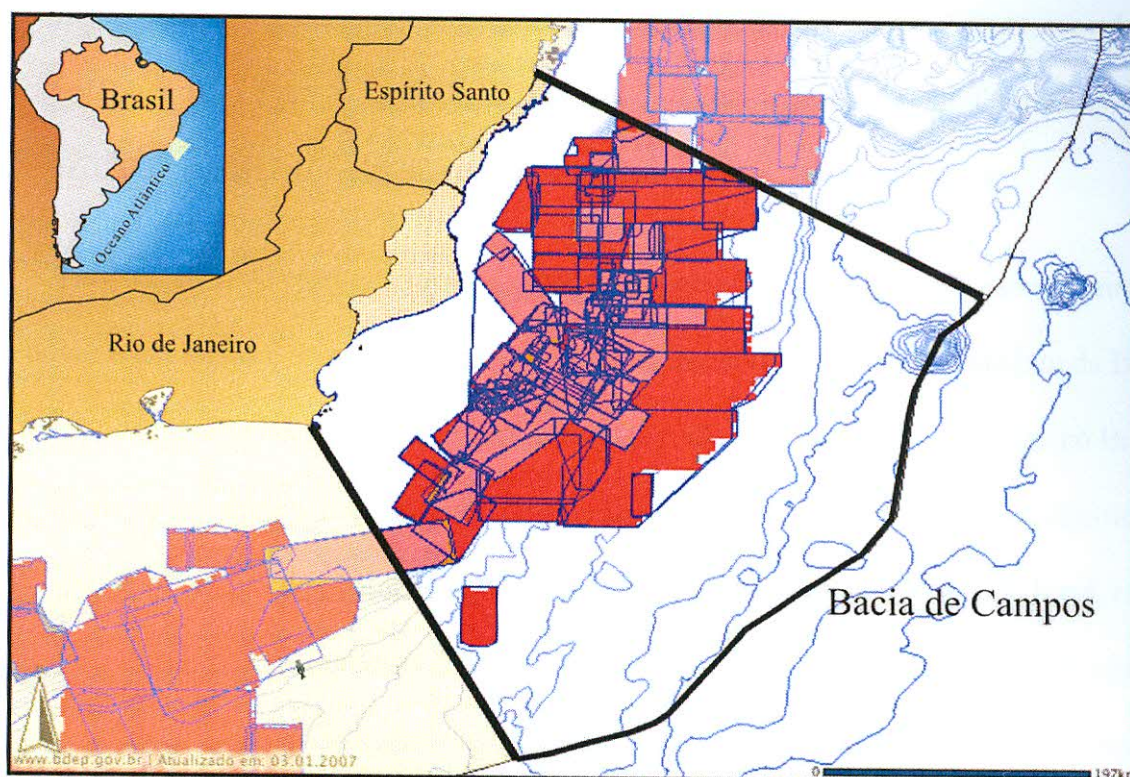 Brasil
Oceano Atlântico
Espírito Santo
Rio de Janeiro
Bacia de Campos
www.bdep.gov.br | Atualizado em: 03.01.2007
0 197km